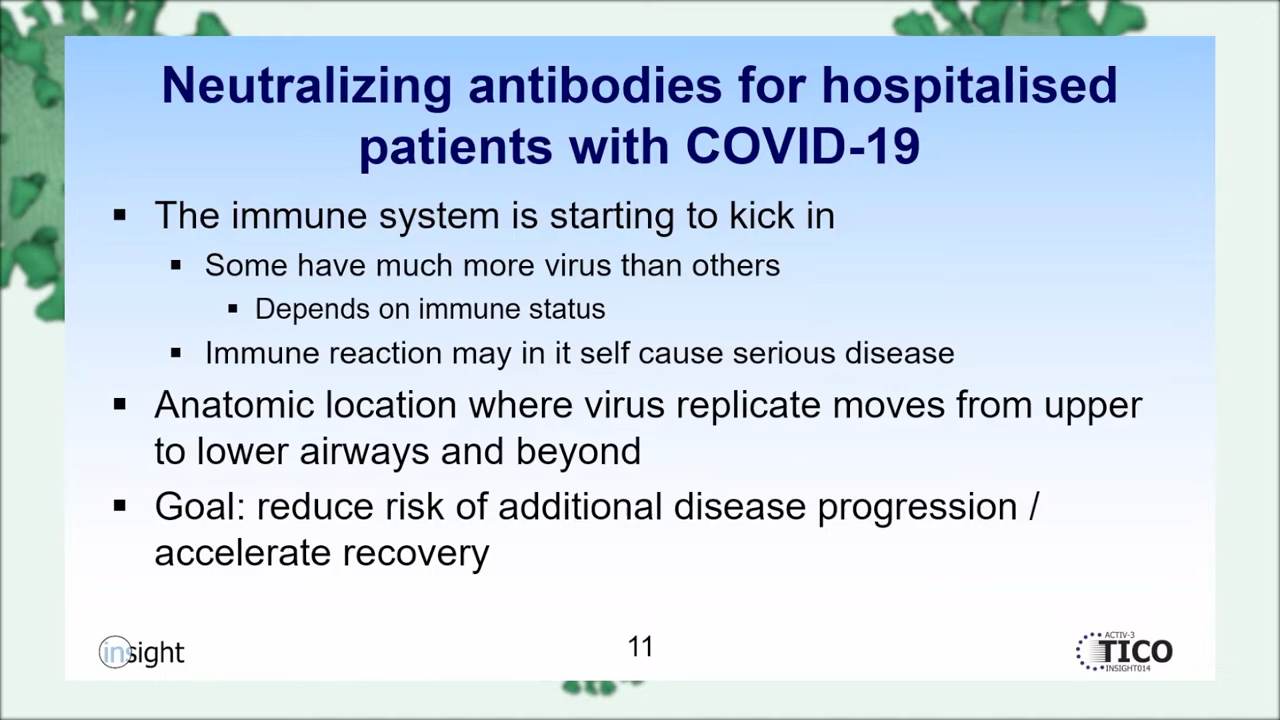 Neutralizing antibodies for hospitalised
patients with COVID-19
▪ The immune system is starting to kick in
▪ Some have much more virus than others
▪ Depends on immune status
▪ Immune reaction may in it self cause serious disease
▪ Anatomic location where virus replicate moves from upper
to lower airways and beyond
▪ Goal: reduce risk of additional disease progression /
accelerate recovery
insight
11
ACTIV-3
TICO
INSIGHT014